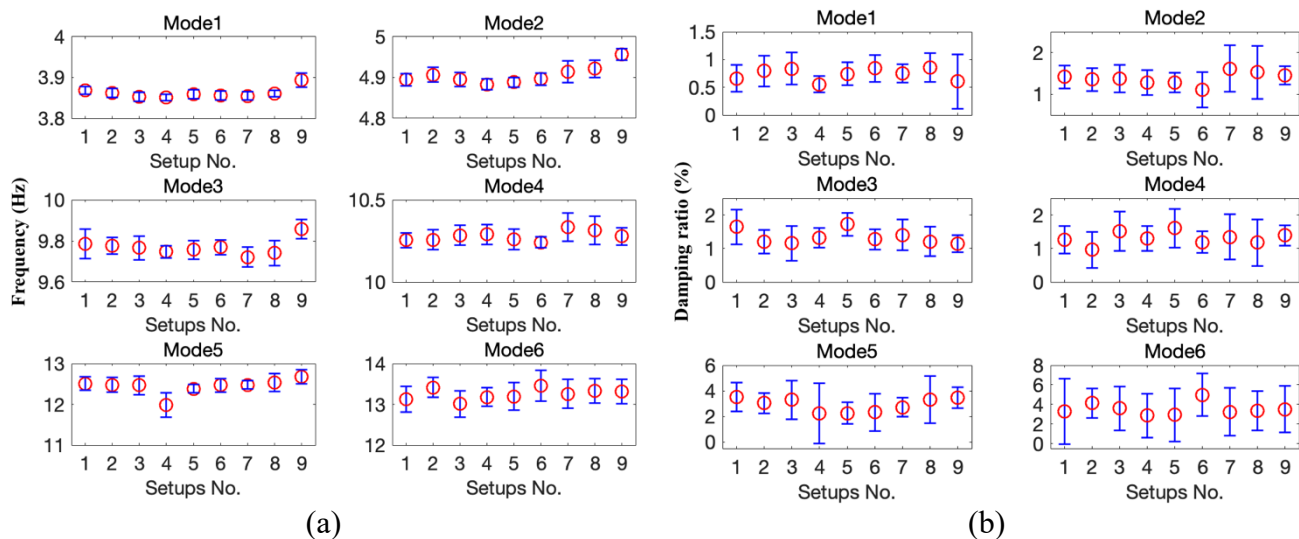 Mode1
4
3.9
3.8
1 2 3 4 5 6 7 8 9
Setup No.
Mode2
5
4.9
4.8
1 2 3 4 5 6 7 8 9
Setups No.
Mode3
10
9.8
9.6
1 2 3 4 5 6 7 8 9
Setups No.
Mode4
10.5
10
1 2 3 4 5 6 7 8 9
Setups No.
Mode5
13
12
11
1 2 3 4 5 6 7 8 9
Setups No.
Mode6
14
13
12
1 2 3 4 5 6 7 8 9
Setups No.
Frequency (Hz)
(a)
Mode1
1.5
1
0.5
0
1 2 3 4 5 6 7 8 9
Setups No.
Mode2
2
1
1 2 3 4 5 6 7 8 9
Setups No.
Mode3
2
1
0
1 2 3 4 5 6 7 8 9
Setups No.
Mode4
2
1
0
1 2 3 4 5 6 7 8 9
Setups No.
Mode5
6
4
2
0
1 2 3 4 5 6 7 8 9
Setups No.
Mode6
8
6
4
2
0
1 2 3 4 5 6 7 8 9
Setups No.
Damping ratio (%)
(b)